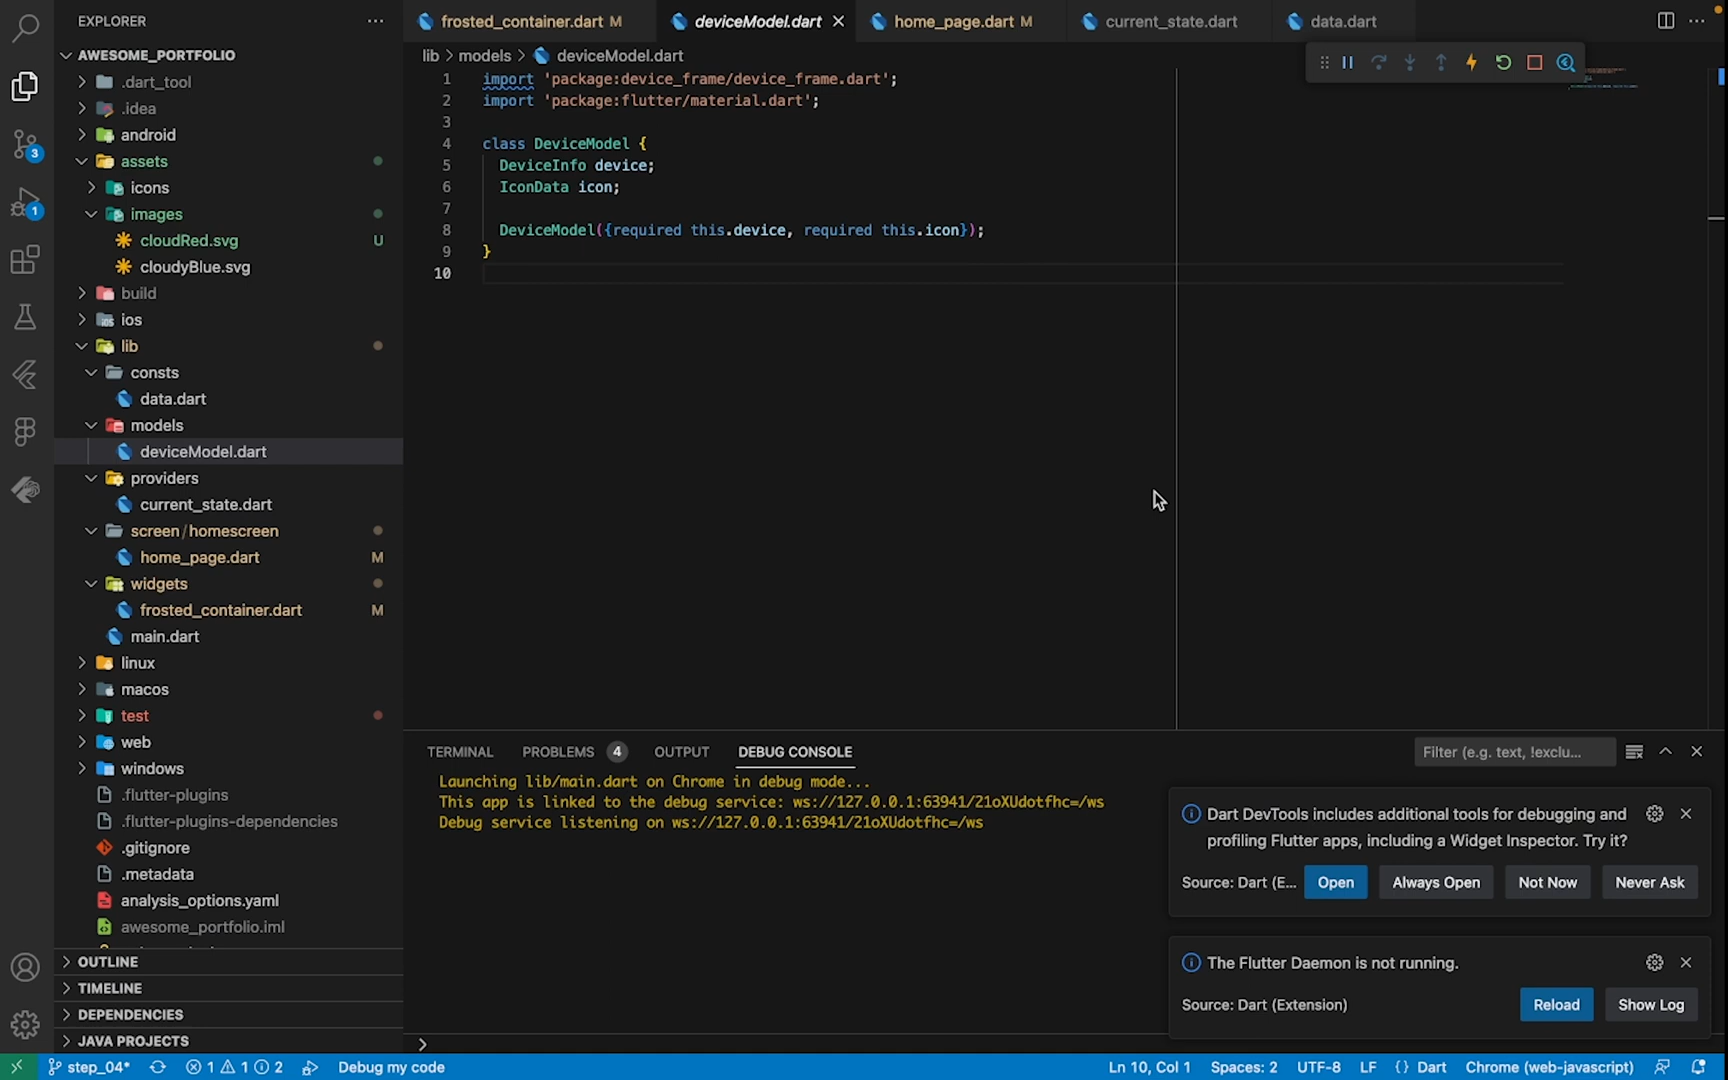 EXPLORER
AWESOME_PORTFOLIO
.dart_tool
.idea
android
assets
icons
images
cloudRed.svg U
cloudyBlue.svg
build
ios
lib
consts
data.dart
models
deviceModel.dart
providers
current_state.dart
screen/homescreen
home_page.dart M
widgets
frosted_container.dart M
main.dart
linux
macos
test
web
windows
.flutter-plugins
.flutter-plugins-dependencies
.gitignore
.metadata
analysis_options.yaml
awesome_portfolio.iml
OUTLINE
TIMELINE
DEPENDENCIES
JAVA PROJECTS
3
1
frosted_container.dart M
deviceModel.dart
home_page.dart M
current_state.dart
data.dart
lib > models > deviceModel.dart
1 import 'package:device_frame/device_frame.dart';
2 import 'package:flutter/material.dart';
3
4 class DeviceModel {
5 DeviceInfo device;
6 IconData icon;
7
8 DeviceModel({required this.device, required this.icon});
9 }
10
TERMINAL PROBLEMS 4 OUTPUT DEBUG CONSOLE
Filter (e.g. text, !exclu...
Launching lib/main.dart on Chrome in debug mode...
This app is linked to the debug service: ws://127.0.0.1:63941/21oXUdotfhc=/ws
Debug service listening on ws://127.0.0.1:63941/21oXUdotfhc=/ws
Dart DevTools includes additional tools for debugging and
profiling Flutter apps, including a Widget Inspector. Try it?
Source: Dart (E... Open Always Open Not Now Never Ask
The Flutter Daemon is not running.
Source: Dart (Extension) Reload Show Log
>
step_04* 1 1 2 Debug my code
Ln 10, Col 1 Spaces: 2 UTF-8 LF {} Dart Chrome (web-javascript)